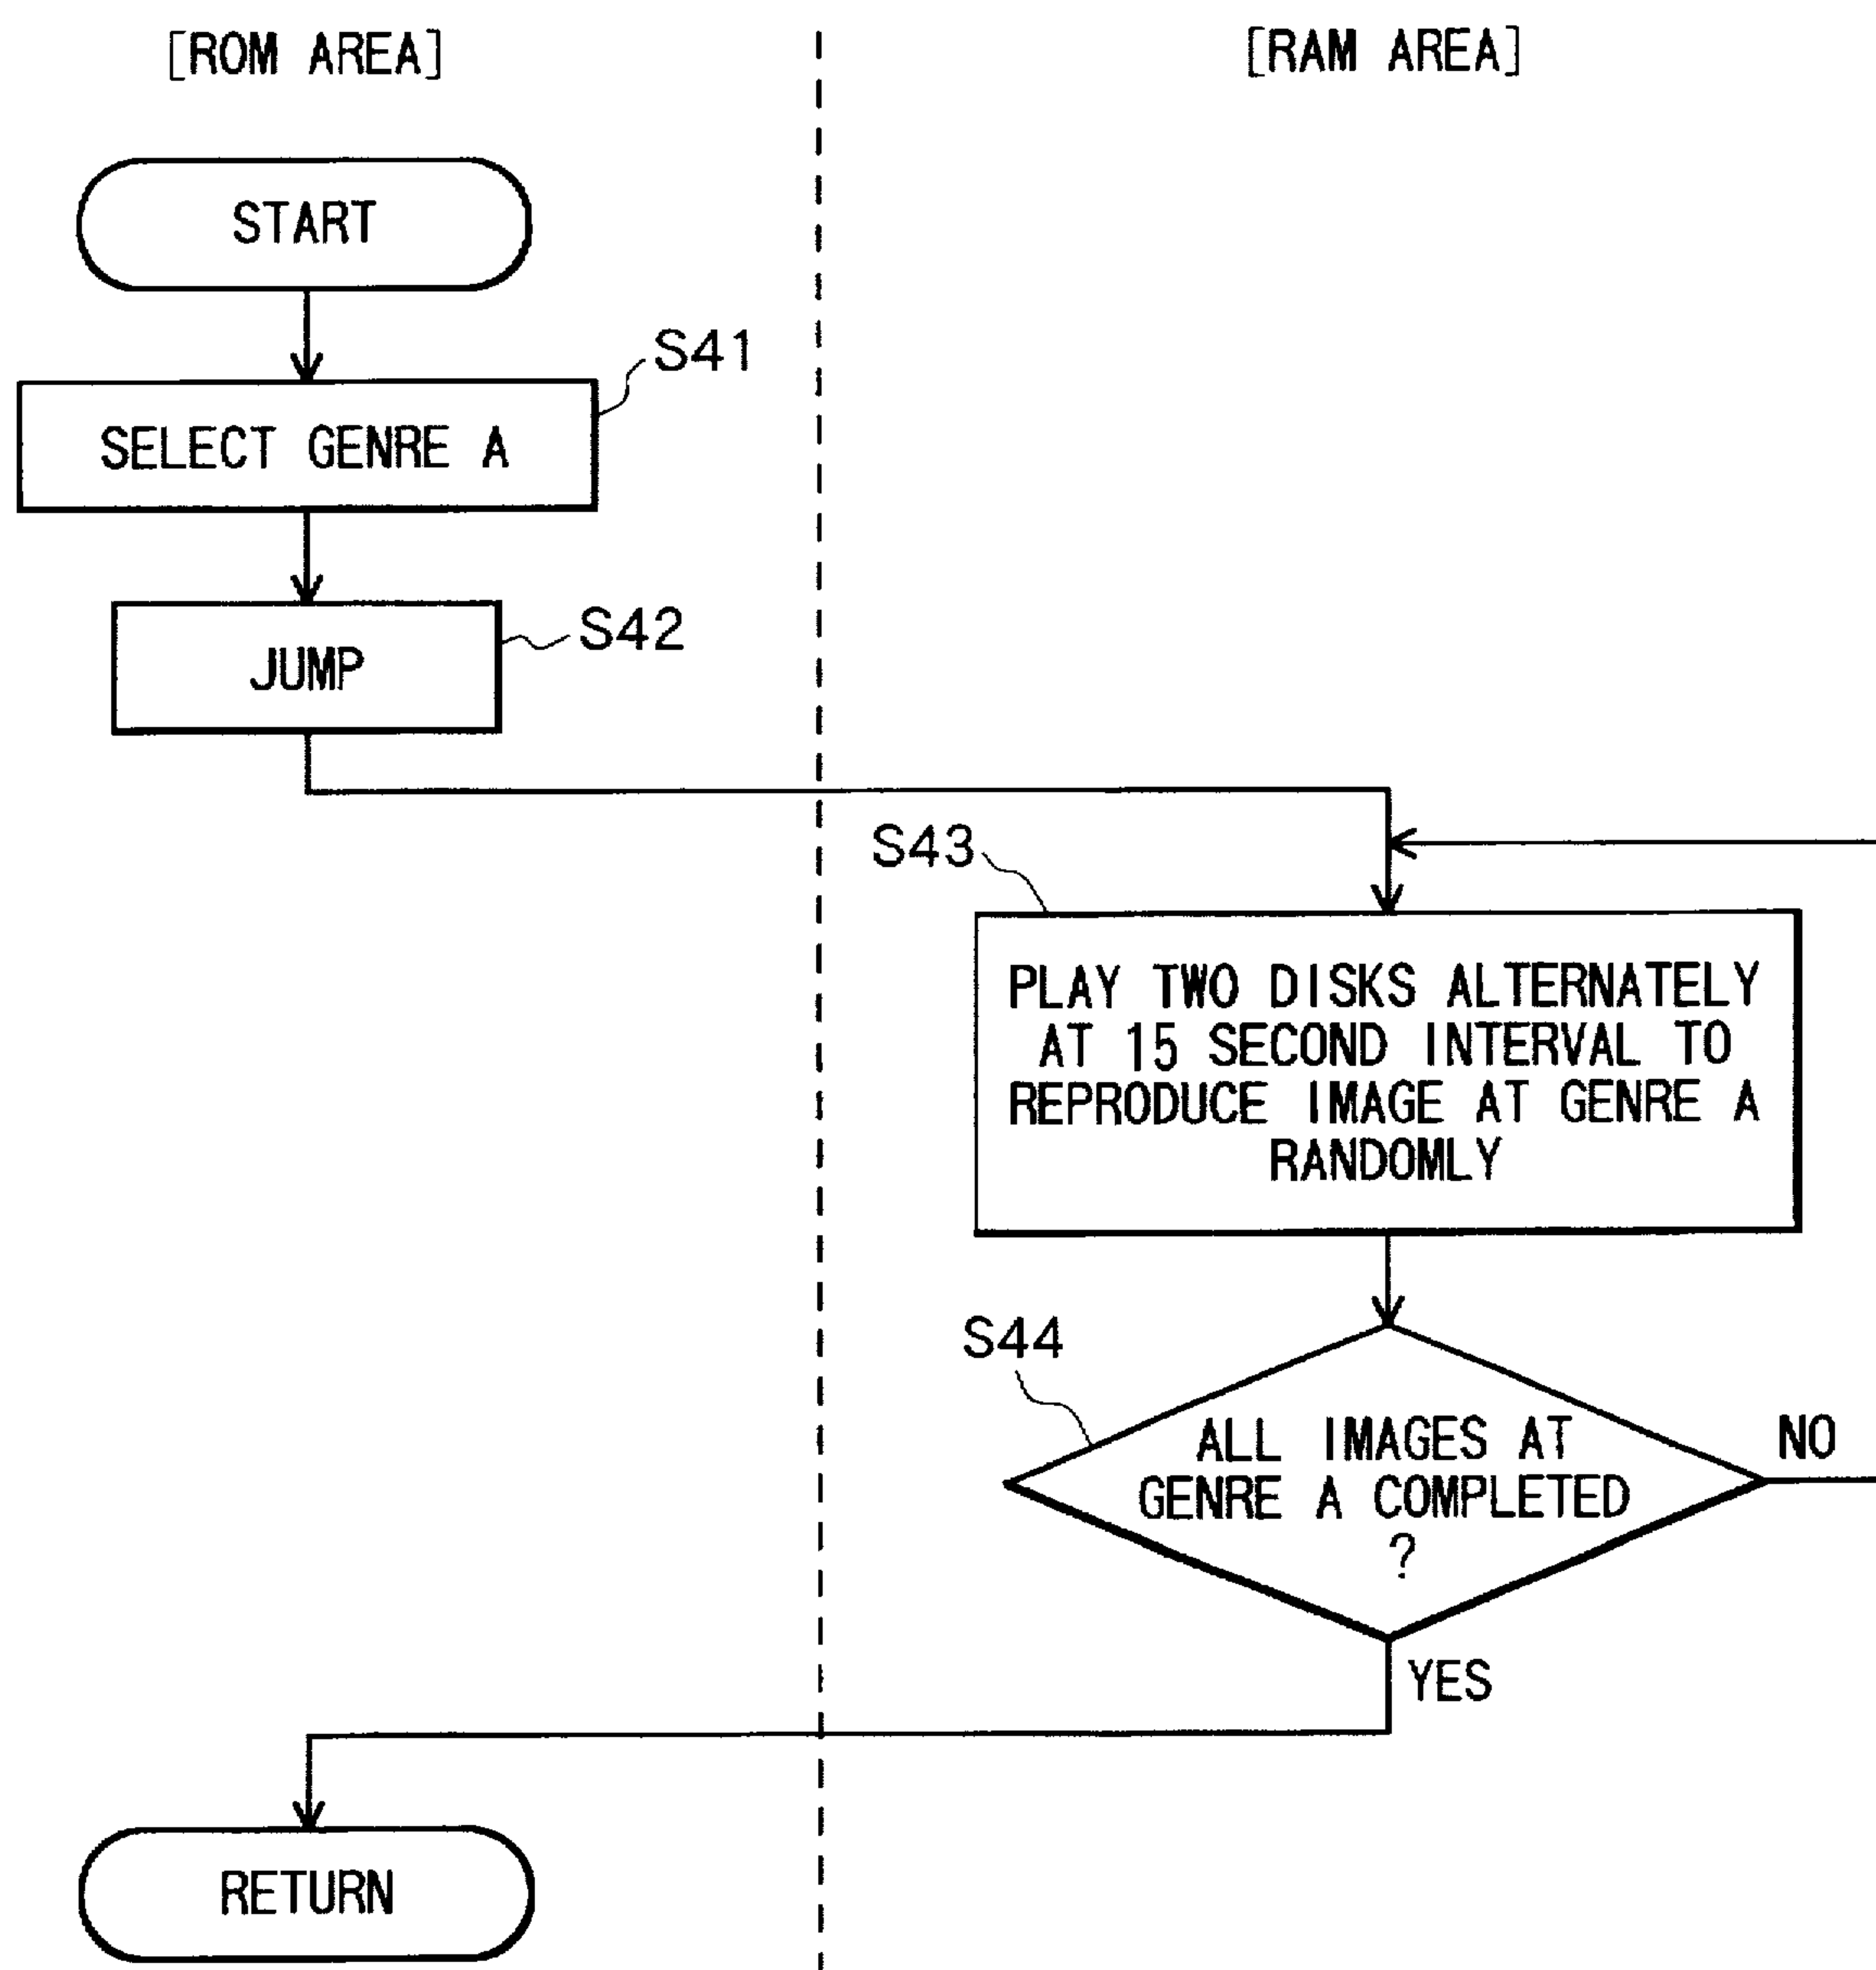 [ROM AREA]
[RAM AREA]
START
S41
SELECT GENRE A
S42
JUMP
S43
PLAY TWO DISKS ALTERNATELY
AT 15 SECOND INTERVAL TO
REPRODUCE IMAGE AT GENRE A
RANDOMLY
S44
ALL IMAGES AT
GENRE A COMPLETED
?
NO
YES
RETURN